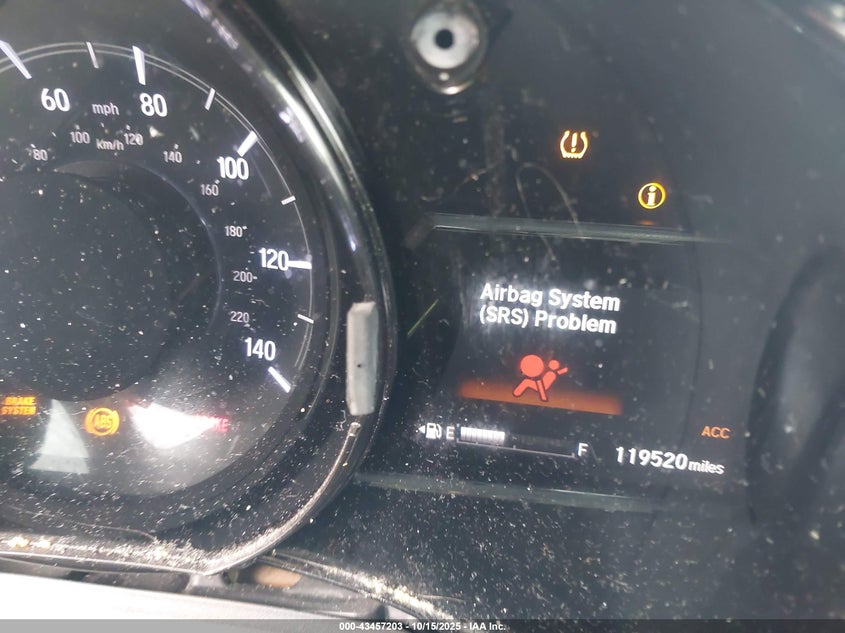 60
mph
80
100
120
Km/h
80
140
100
160
180
120
200
220
140
Airbag System
(SRS) Problem
BRAKE
SYSTEM
ABS
E
F
ACC
119520 miles
000-43457203 - 10/15/2025 - IAA Inc.